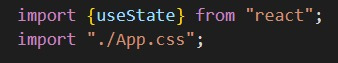 import {useState} from "react";
import "./App.css";